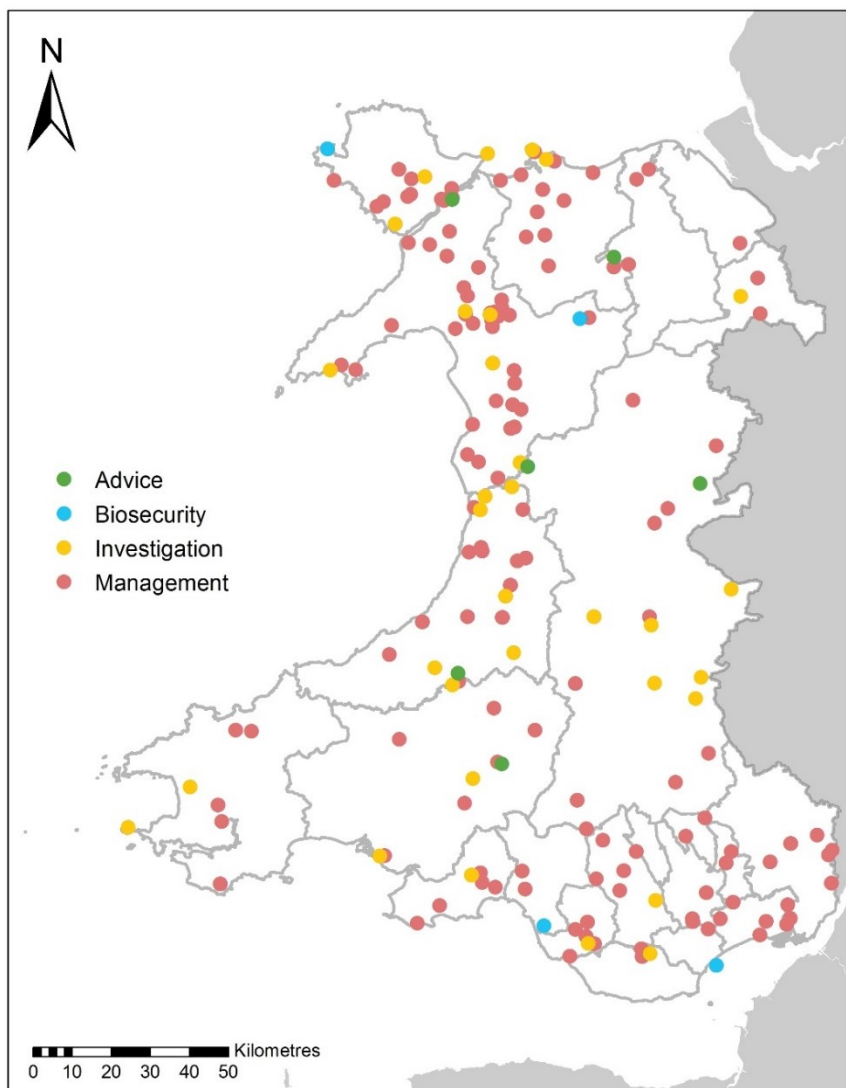 N
Advice
Biosecurity
Investigation
Management
Kilometres
0 10 20 30 40 50